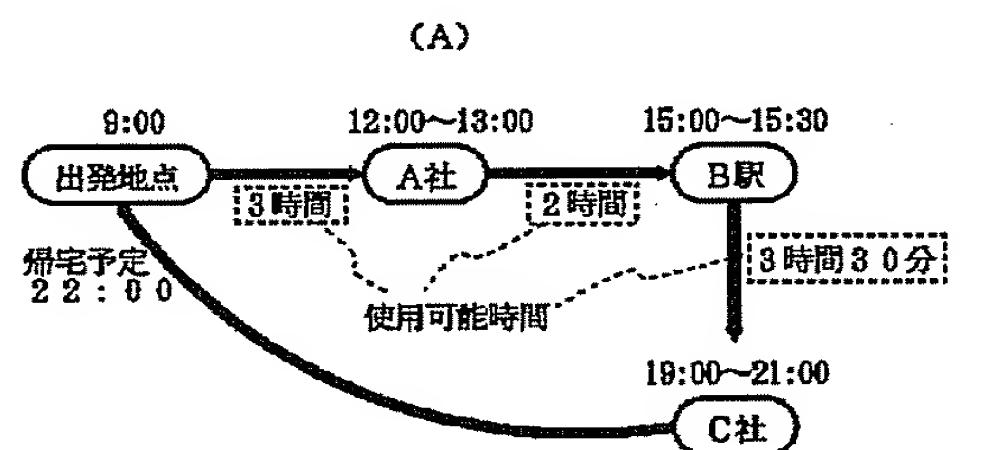 (A)
9:00
12:00〜13:00
15:00〜15:30
出発地点
A社
B駅
3時間
2時間
3時間30分
帰宅予定
22:00
使用可能時間
19:00〜21:00
C社